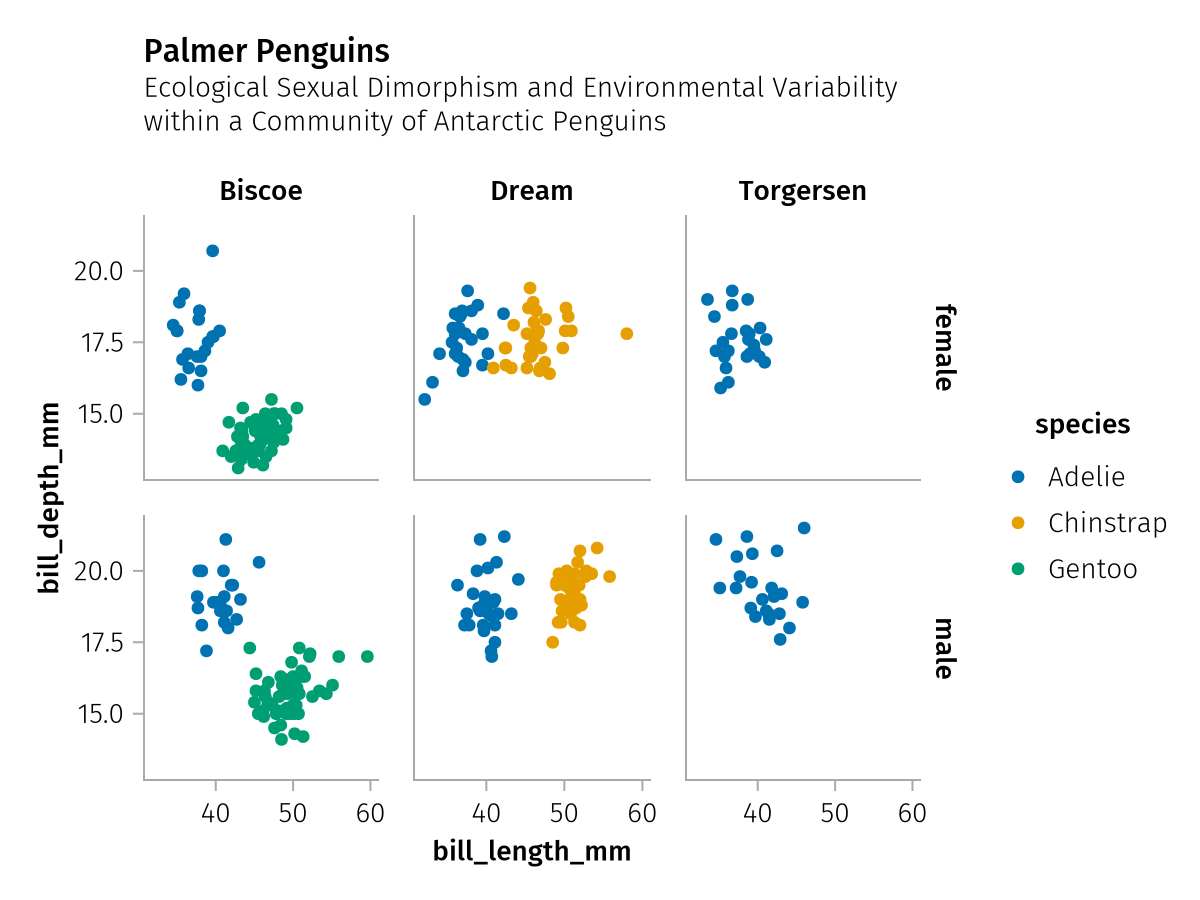 Palmer Penguins
Ecological Sexual Dimorphism and Environmental Variability
within a Community of Antarctic Penguins
Biscoe Dream Torgersen
20.0
17.5
15.0
female
bill_depth_mm
species
Adelie
Chinstrap
Gentoo
20.0
17.5
15.0
male
40 50 60 40 50 60 40 50 60
bill_length_mm